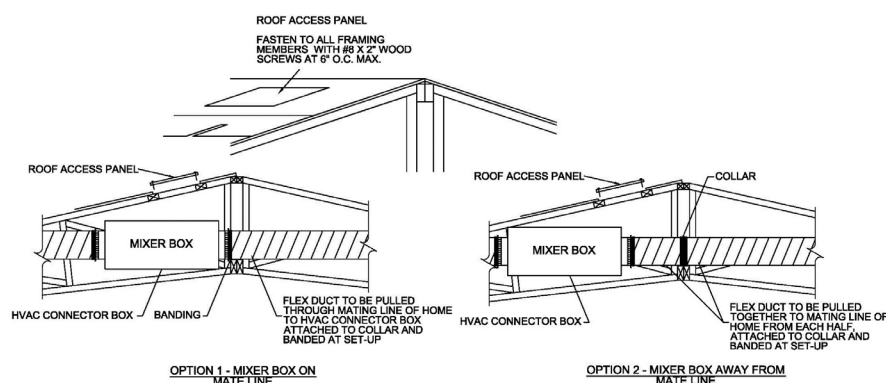 ROOF ACCESS PANEL
FASTEN TO ALL FRAMING
MEMBERS WITH #8 X 2" WOOD
SCREWS AT 6" O.C. MAX.
ROOF ACCESS PANEL
MIXER BOX
HVAC CONNECTOR BOX
BANDING
FLEX DUCT TO BE PULLED
THROUGH MATING LINE OF HOME
TO HVAC CONNECTOR BOX
ATTACHED TO COLLAR AND
BANDED AT SET-UP
OPTION 1 - MIXER BOX ON
MATE LINE
ROOF ACCESS PANEL
COLLAR
MIXER BOX
HVAC CONNECTOR BOX
FLEX DUCT TO BE PULLED
TOGETHER TO MATING LINE OF
HOME FROM EACH HALF,
ATTACHED TO COLLAR AND
BANDED AT SET-UP
OPTION 2 - MIXER BOX AWAY FROM
MATE LINE